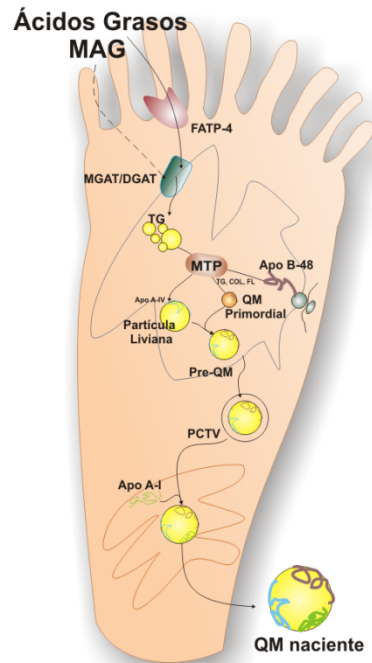 Ácidos Grasos
MAG
FATP-4
MGAT/DGAT
TG
MTP
Apo B-48
TG, COL, FL
Apo A-IV
QM
Primordial
Partícula
Liviana
Pre-QM
PCTV
Apo A-I
QM naciente